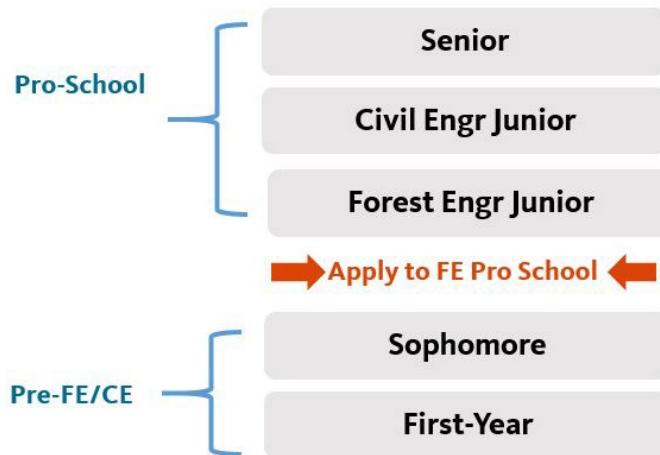 Senior
Pro-School
Civil Engr Junior
Forest Engr Junior
Apply to FE Pro School
Sophomore
Pre-FE/CE
First-Year